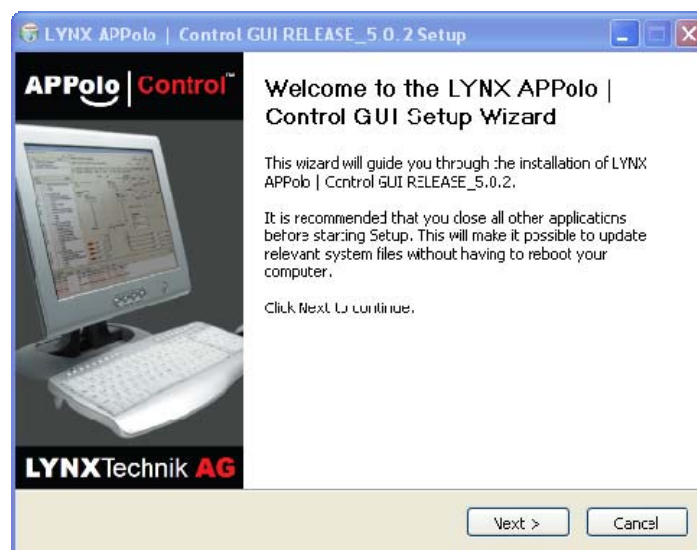 LYNX APPolo | Control GUI RELEASE_5.0.2 Setup
APPolo | Control™
Welcome to the LYNX APPolo |
Control GUI Setup Wizard
This wizard will guide you through the installation of LYNX
APPolo | Control GUI RELEASE_5.0.2.
It is recommended that you close all other applications
before starting Setup. This will make it possible to update
relevant system files without having to reboot your
computer.
Click Next to continue.
LYNXTechnik AG
Next >
Cancel